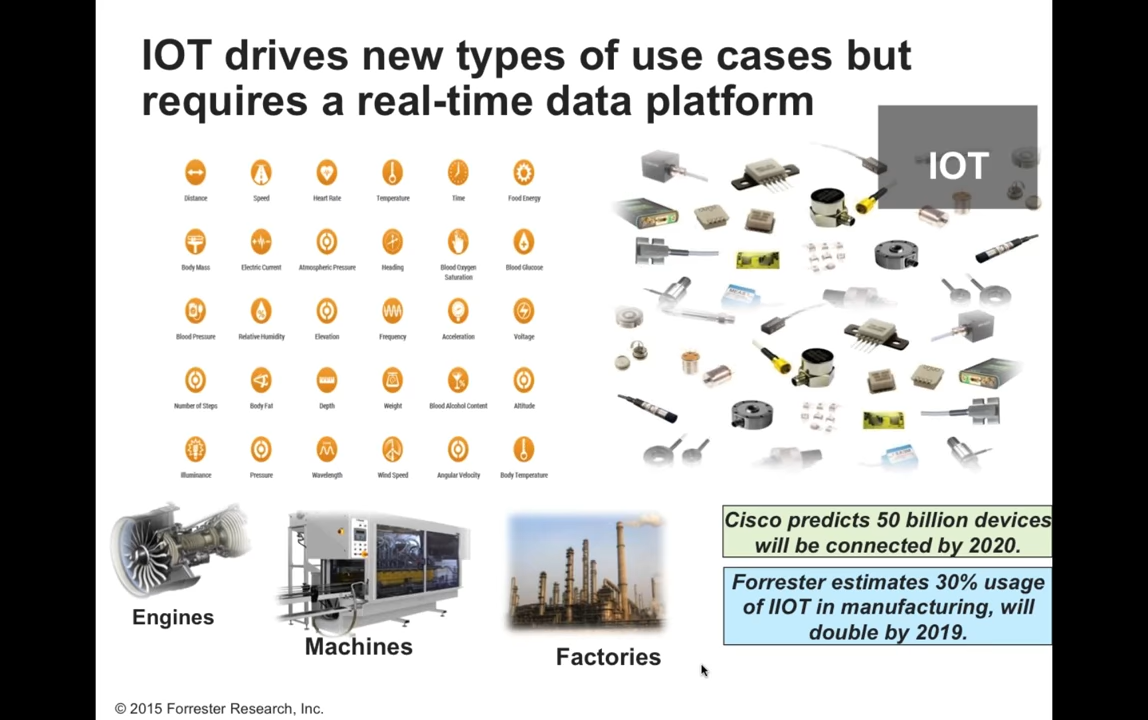 IOT drives new types of use cases but
requires a real-time data platform
IOT
Distance
Speed
Heart Rate
Temperature
Time
Food Energy
Body Mass
Electric Current
Atmospheric Pressure
Heading
Blood Oxygen
Saturation
Blood Glucose
Blood Pressure
Relative Humidity
Elevation
Frequency
Acceleration
Voltage
Number of Steps
Body Fat
Depth
Weight
Blood Alcohol Content
Altitude
Illuminance
Pressure
Wavelength
Wind Speed
Angular Velocity
Body Temperature
Engines
Machines
Factories
Cisco predicts 50 billion devices
will be connected by 2020.
Forrester estimates 30% usage
of IIOT in manufacturing, will
double by 2019.
© 2015 Forrester Research, Inc.